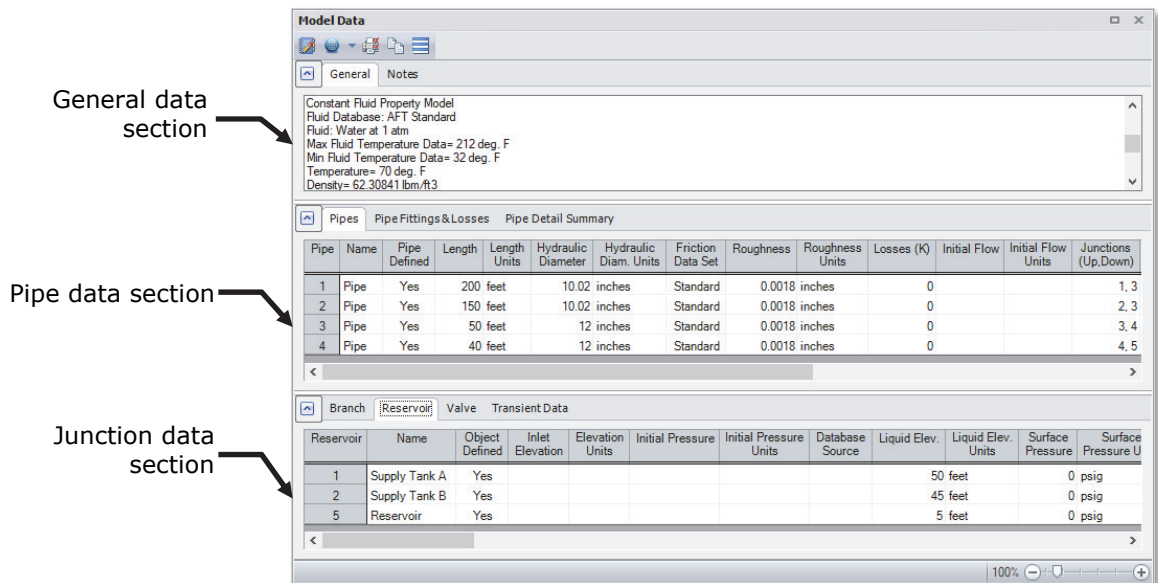 Model Data
General Notes
General data
section
Constant Fluid Property Model
Fluid Database: AFT Standard
Fluid: Water at 1 atm
Max Fluid Temperature Data= 212 deg. F
Min Fluid Temperature Data= 32 deg. F
Temperature= 70 deg. F
Density= 62.30841 lbm/ft3
Pipes Pipe Fittings & Losses Pipe Detail Summary
Pipe data section
Pipe Name Pipe Defined Length Length Units Hydraulic Diameter Hydraulic Diam. Units Friction Data Set Roughness Roughness Units Losses (K) Initial Flow Initial Flow Units Junctions (Up,Down)
1 Pipe Yes 200 feet 10.02 inches Standard 0.0018 inches 0 1, 3
2 Pipe Yes 150 feet 10.02 inches Standard 0.0018 inches 0 2, 3
3 Pipe Yes 50 feet 12 inches Standard 0.0018 inches 0 3, 4
4 Pipe Yes 40 feet 12 inches Standard 0.0018 inches 0 4, 5
Branch Reservoir Valve Transient Data
Junction data
section
Reservoir Name Object Defined Inlet Elevation Elevation Units Initial Pressure Initial Pressure Units Database Source Liquid Elev. Liquid Elev. Units Surface Pressure Surface Pressure U
1 Supply Tank A Yes 50 feet 0 psig
2 Supply Tank B Yes 45 feet 0 psig
5 Reservoir Yes 5 feet 0 psig
100%